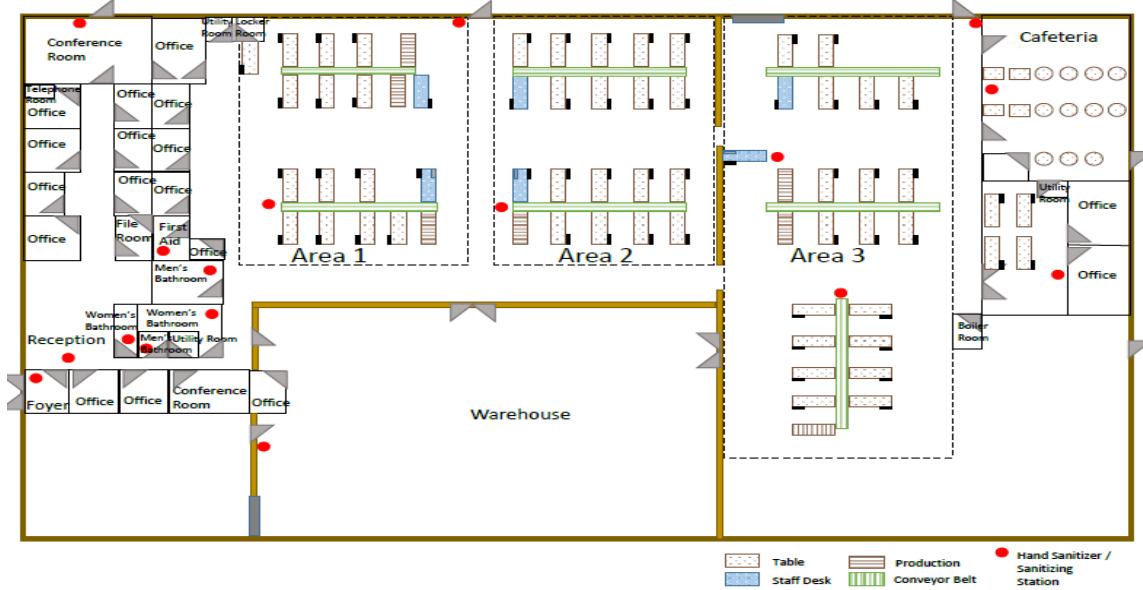 Conference
Room
Office
Utility
Room
Locker
Room
Cafeteria
Telephone
Room
Office
Office
Office
Office
Office
Office
Office
Office
Office
Office
Utility
Room
Office
Office
File
Room
First
Aid
Office
Area 1
Area 2
Area 3
Office
Men's
Bathroom
Women's
Bathroom
Women's
Bathroom
Reception
Men's
Bathroom
Utility Room
Boiler
Room
Foyer
Office
Office
Conference
Room
Office
Warehouse
Table
Staff Desk
Production
Conveyor Belt
Hand Sanitizer /
Sanitizing
Station